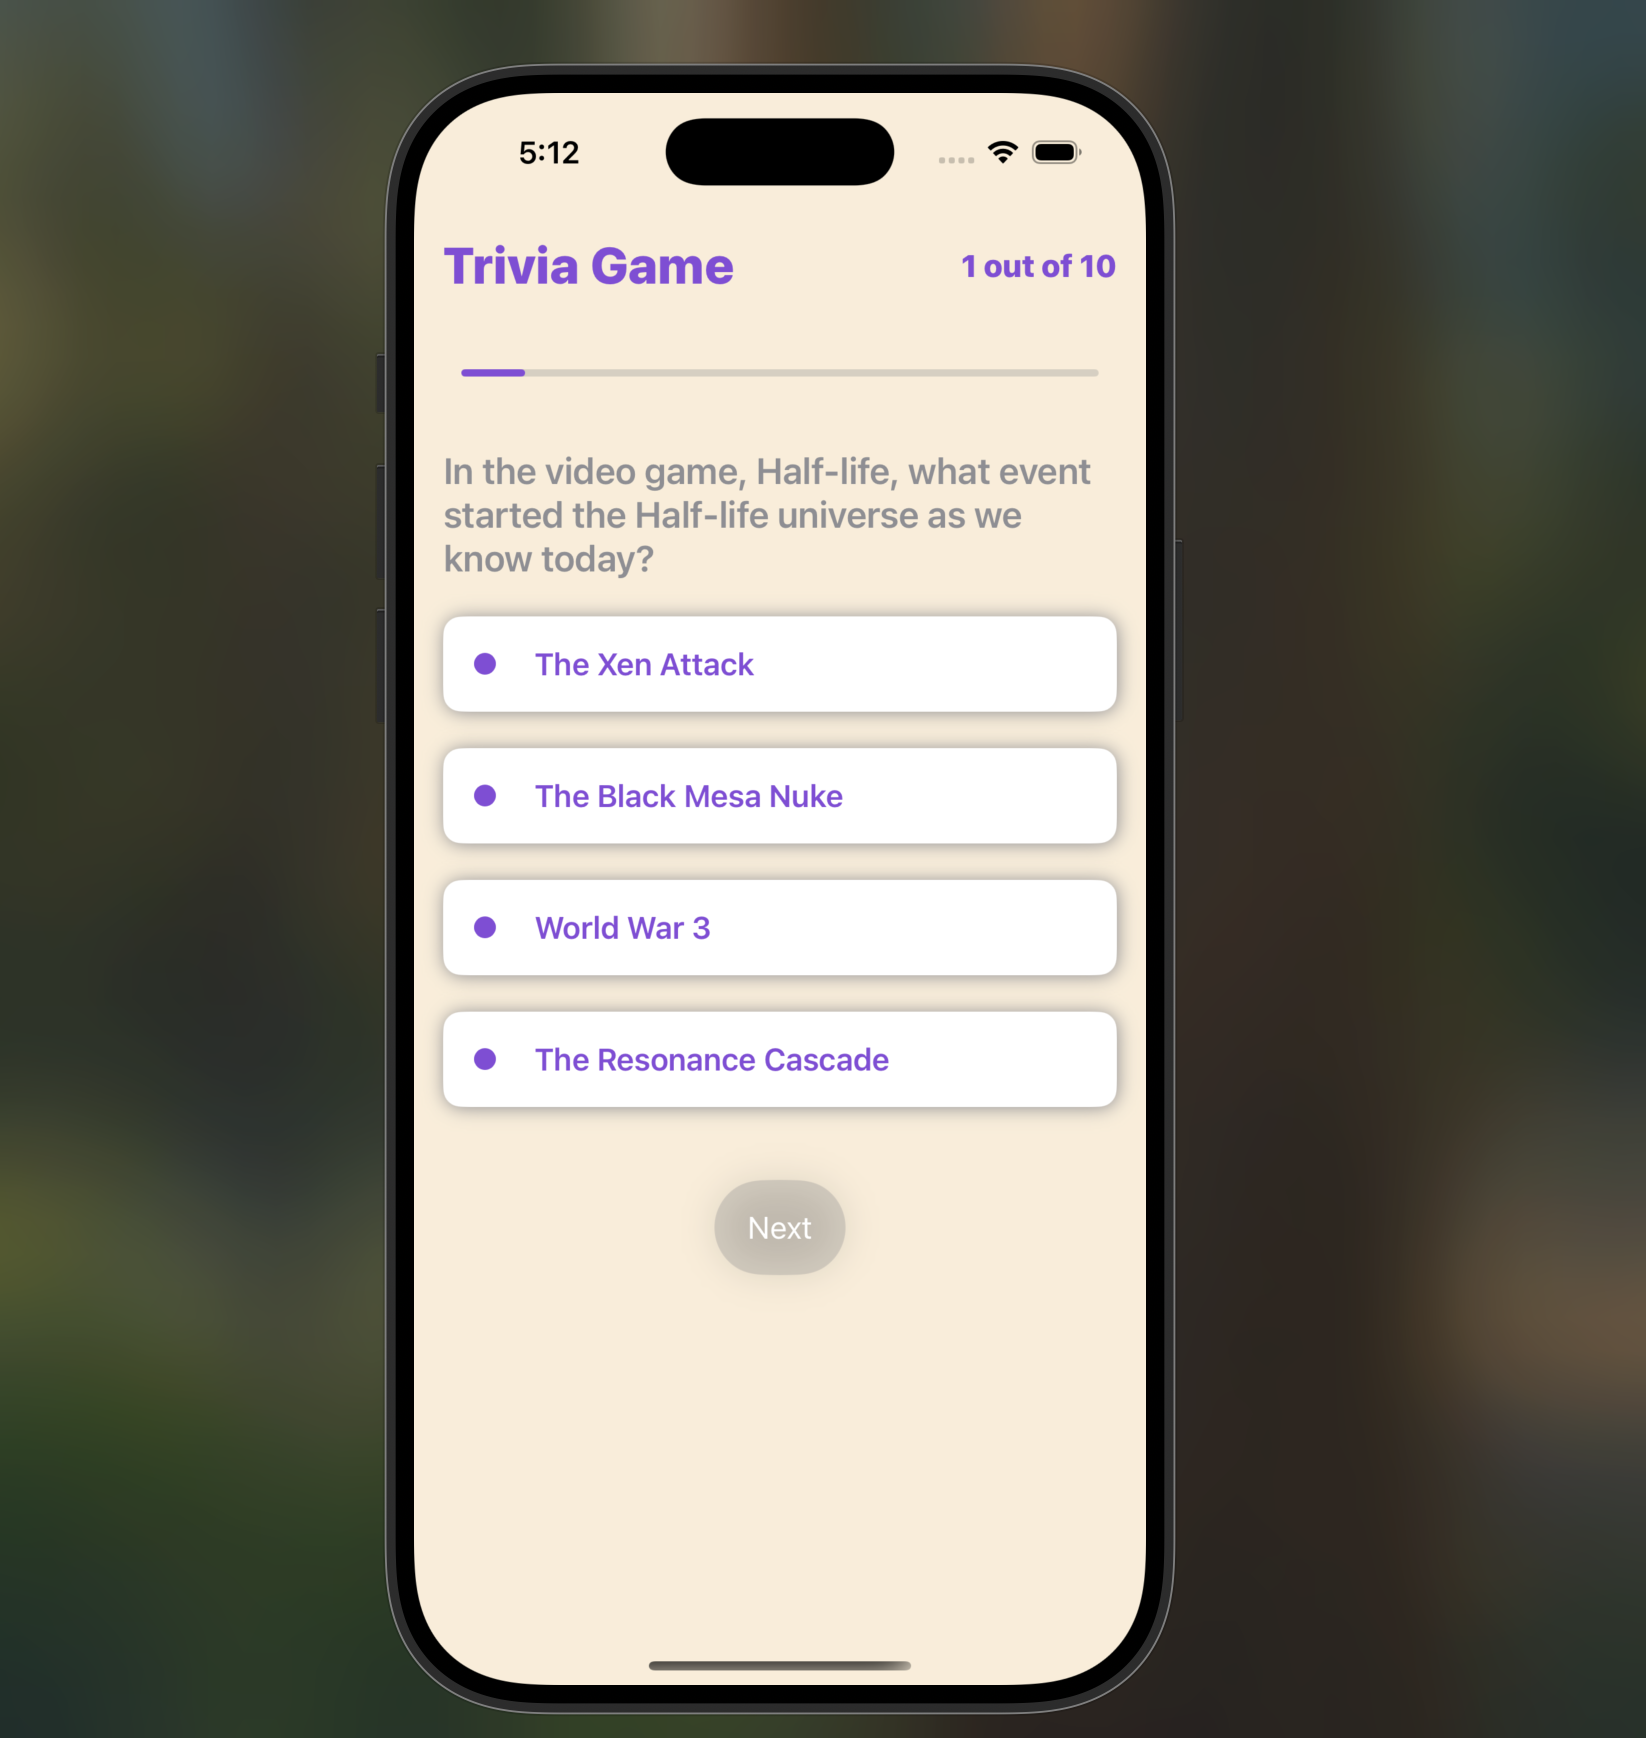 5:12
Trivia Game
1 out of 10
In the video game, Half-life, what event
started the Half-life universe as we
know today?
The Xen Attack
The Black Mesa Nuke
World War 3
The Resonance Cascade
Next